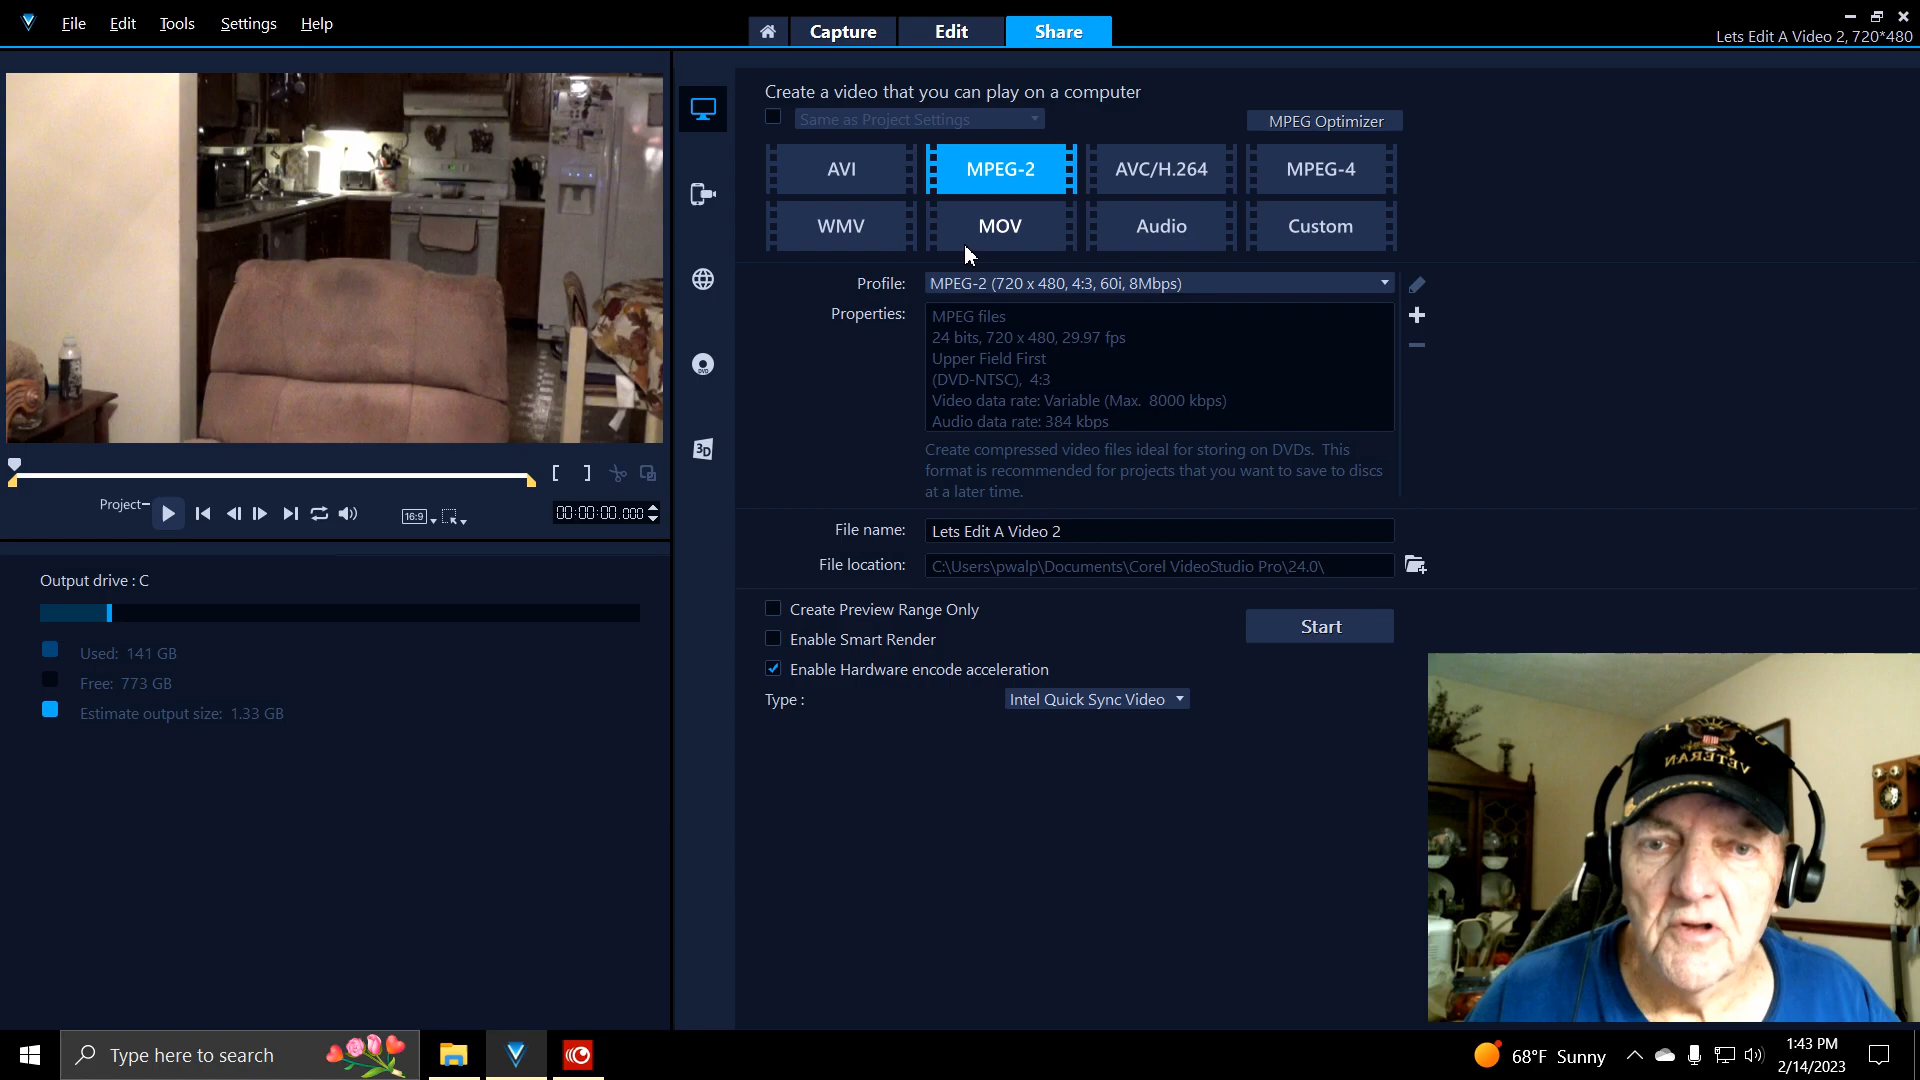 File Edit Tools Settings Help
Capture Edit Share
Lets Edit A Video 2, 720*480
Create a video that you can play on a computer
Same as Project Settings
MPEG Optimizer
AVI MPEG-2 AVC/H.264 MPEG-4
WMV MOV Audio Custom
Profile: MPEG-2 (720 x 480, 4:3, 60i, 8Mbps)
Properties: MPEG files
24 bits, 720 x 480, 29.97 fps
Upper Field First
(DVD-NTSC), 4:3
Video data rate: Variable (Max. 8000 kbps)
Audio data rate: 384 kbps
Create compressed video files ideal for storing on DVDs. This
format is recommended for projects that you want to save to discs
at a later time.
File name: Lets Edit A Video 2
File location: C:\Users\pwalp\Documents\Corel VideoStudio Pro\24.0\
Create Preview Range Only
Start
Enable Smart Render
Enable Hardware encode acceleration
Type : Intel Quick Sync Video
DVD
3D
[ ]
Project
16:9
00:00:00.000
Output drive : C
Used: 141 GB
Free: 773 GB
Estimate output size: 1.33 GB
VETERAN
Type here to search
68°F Sunny
1:43 PM
2/14/2023